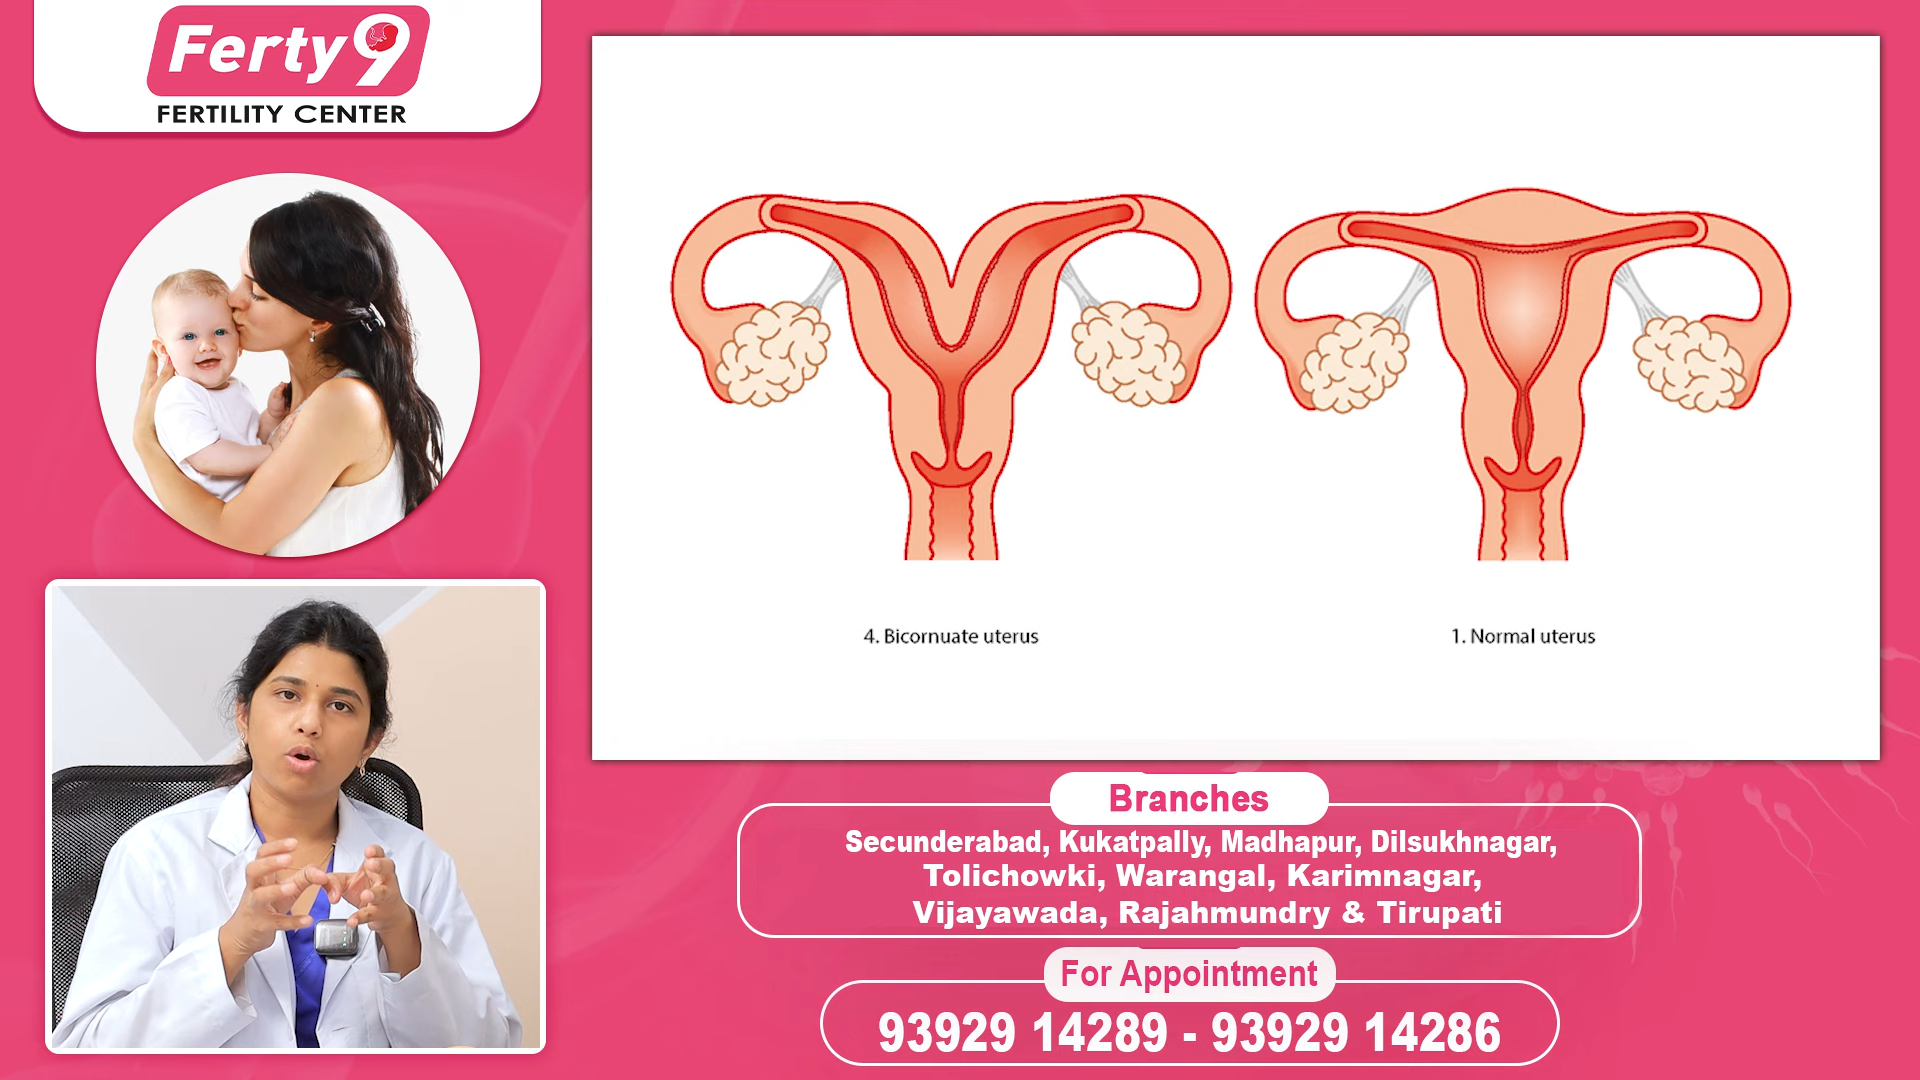 Ferty9
FERTILITY CENTER
4. Bicornuate uterus
1. Normal uterus
Branches
Secunderabad, Kukatpally, Madhapur, Dilsukhnagar,
Tolichowki, Warangal, Karimnagar,
Vijayawada, Rajahmundry & Tirupati
For Appointment
93929 14289 - 93929 14286